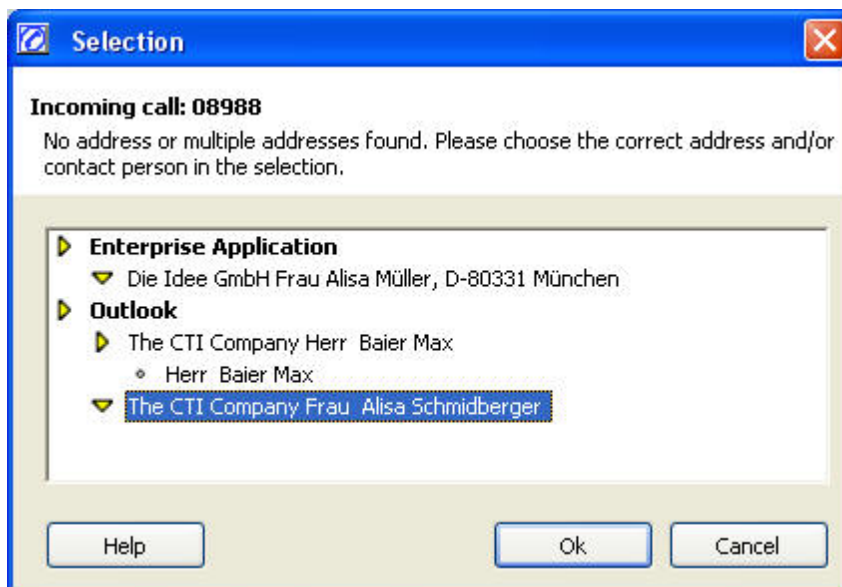 Selection
Incoming call: 08988
No address or multiple addresses found. Please choose the correct address and/or
contact person in the selection.
Enterprise Application
Die Idee GmbH Frau Alisa Müller, D-80331 München
Outlook
The CTI Company Herr  Baier Max
Herr  Baier Max
The CTI Company Frau  Alisa Schmidberger
Help Ok Cancel